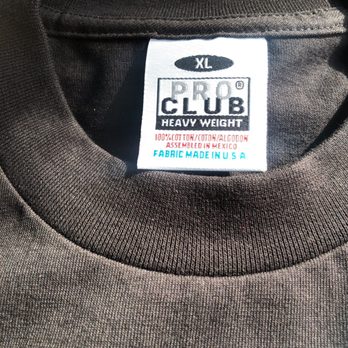 XL
PRO®
CLUB
HEAVY WEIGHT
100% COTTON/COTON/ALGODON
ASSEMBLED IN MEXICO
FABRIC MADE IN U S A